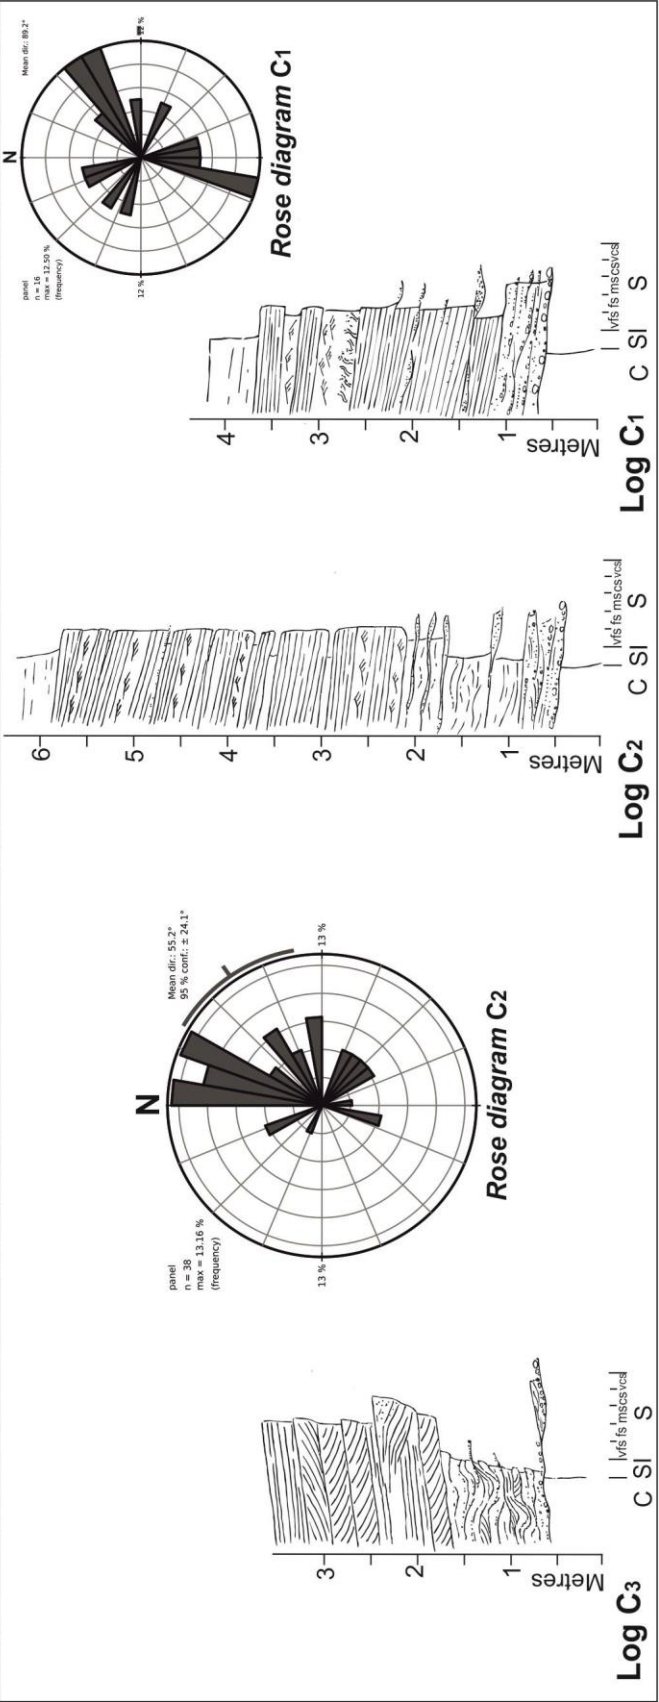 Mean dir.: 89.2°
12 %
N
panel
n = 16
max = 12.50 %
(frequency)
12 %
Rose diagram C1
4
3
2
1
Metres
C SI S
vfs fs ms cs vcs
Log C1
6
5
4
3
2
1
Metres
C SI S
vfs fs ms cs vcs
Log C2
Mean dir.: 55.2°
95 % conf.: ± 24.1°
13 %
N
panel
n = 38
max = 13.16 %
(frequency)
13 %
Rose diagram C2
3
2
1
Metres
C SI S
vfs fs ms cs vcs
Log C3